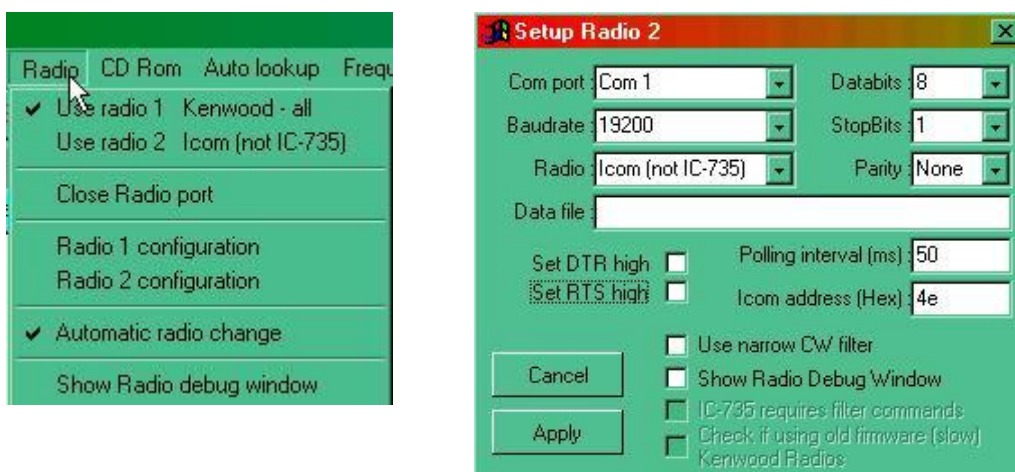 Radio CD Rom Auto lookup Frequ
Use radio 1 Kenwood - all
Use radio 2 Icom (not IC-735)
Close Radio port
Radio 1 configuration
Radio 2 configuration
Automatic radio change
Show Radio debug window
Setup Radio 2
Com port : Com 1
Databits : 8
Baudrate : 19200
StopBits : 1
Radio : Icom (not IC-735)
Parity : None
Data file :
Set DTR high
Polling interval (ms) : 50
Set RTS high
Icom address (Hex) : 4e
Use narrow CW filter
Cancel
Show Radio Debug Window
IC-735 requires filter commands
Apply
Check if using old firmware (slow)
Kenwood Radios